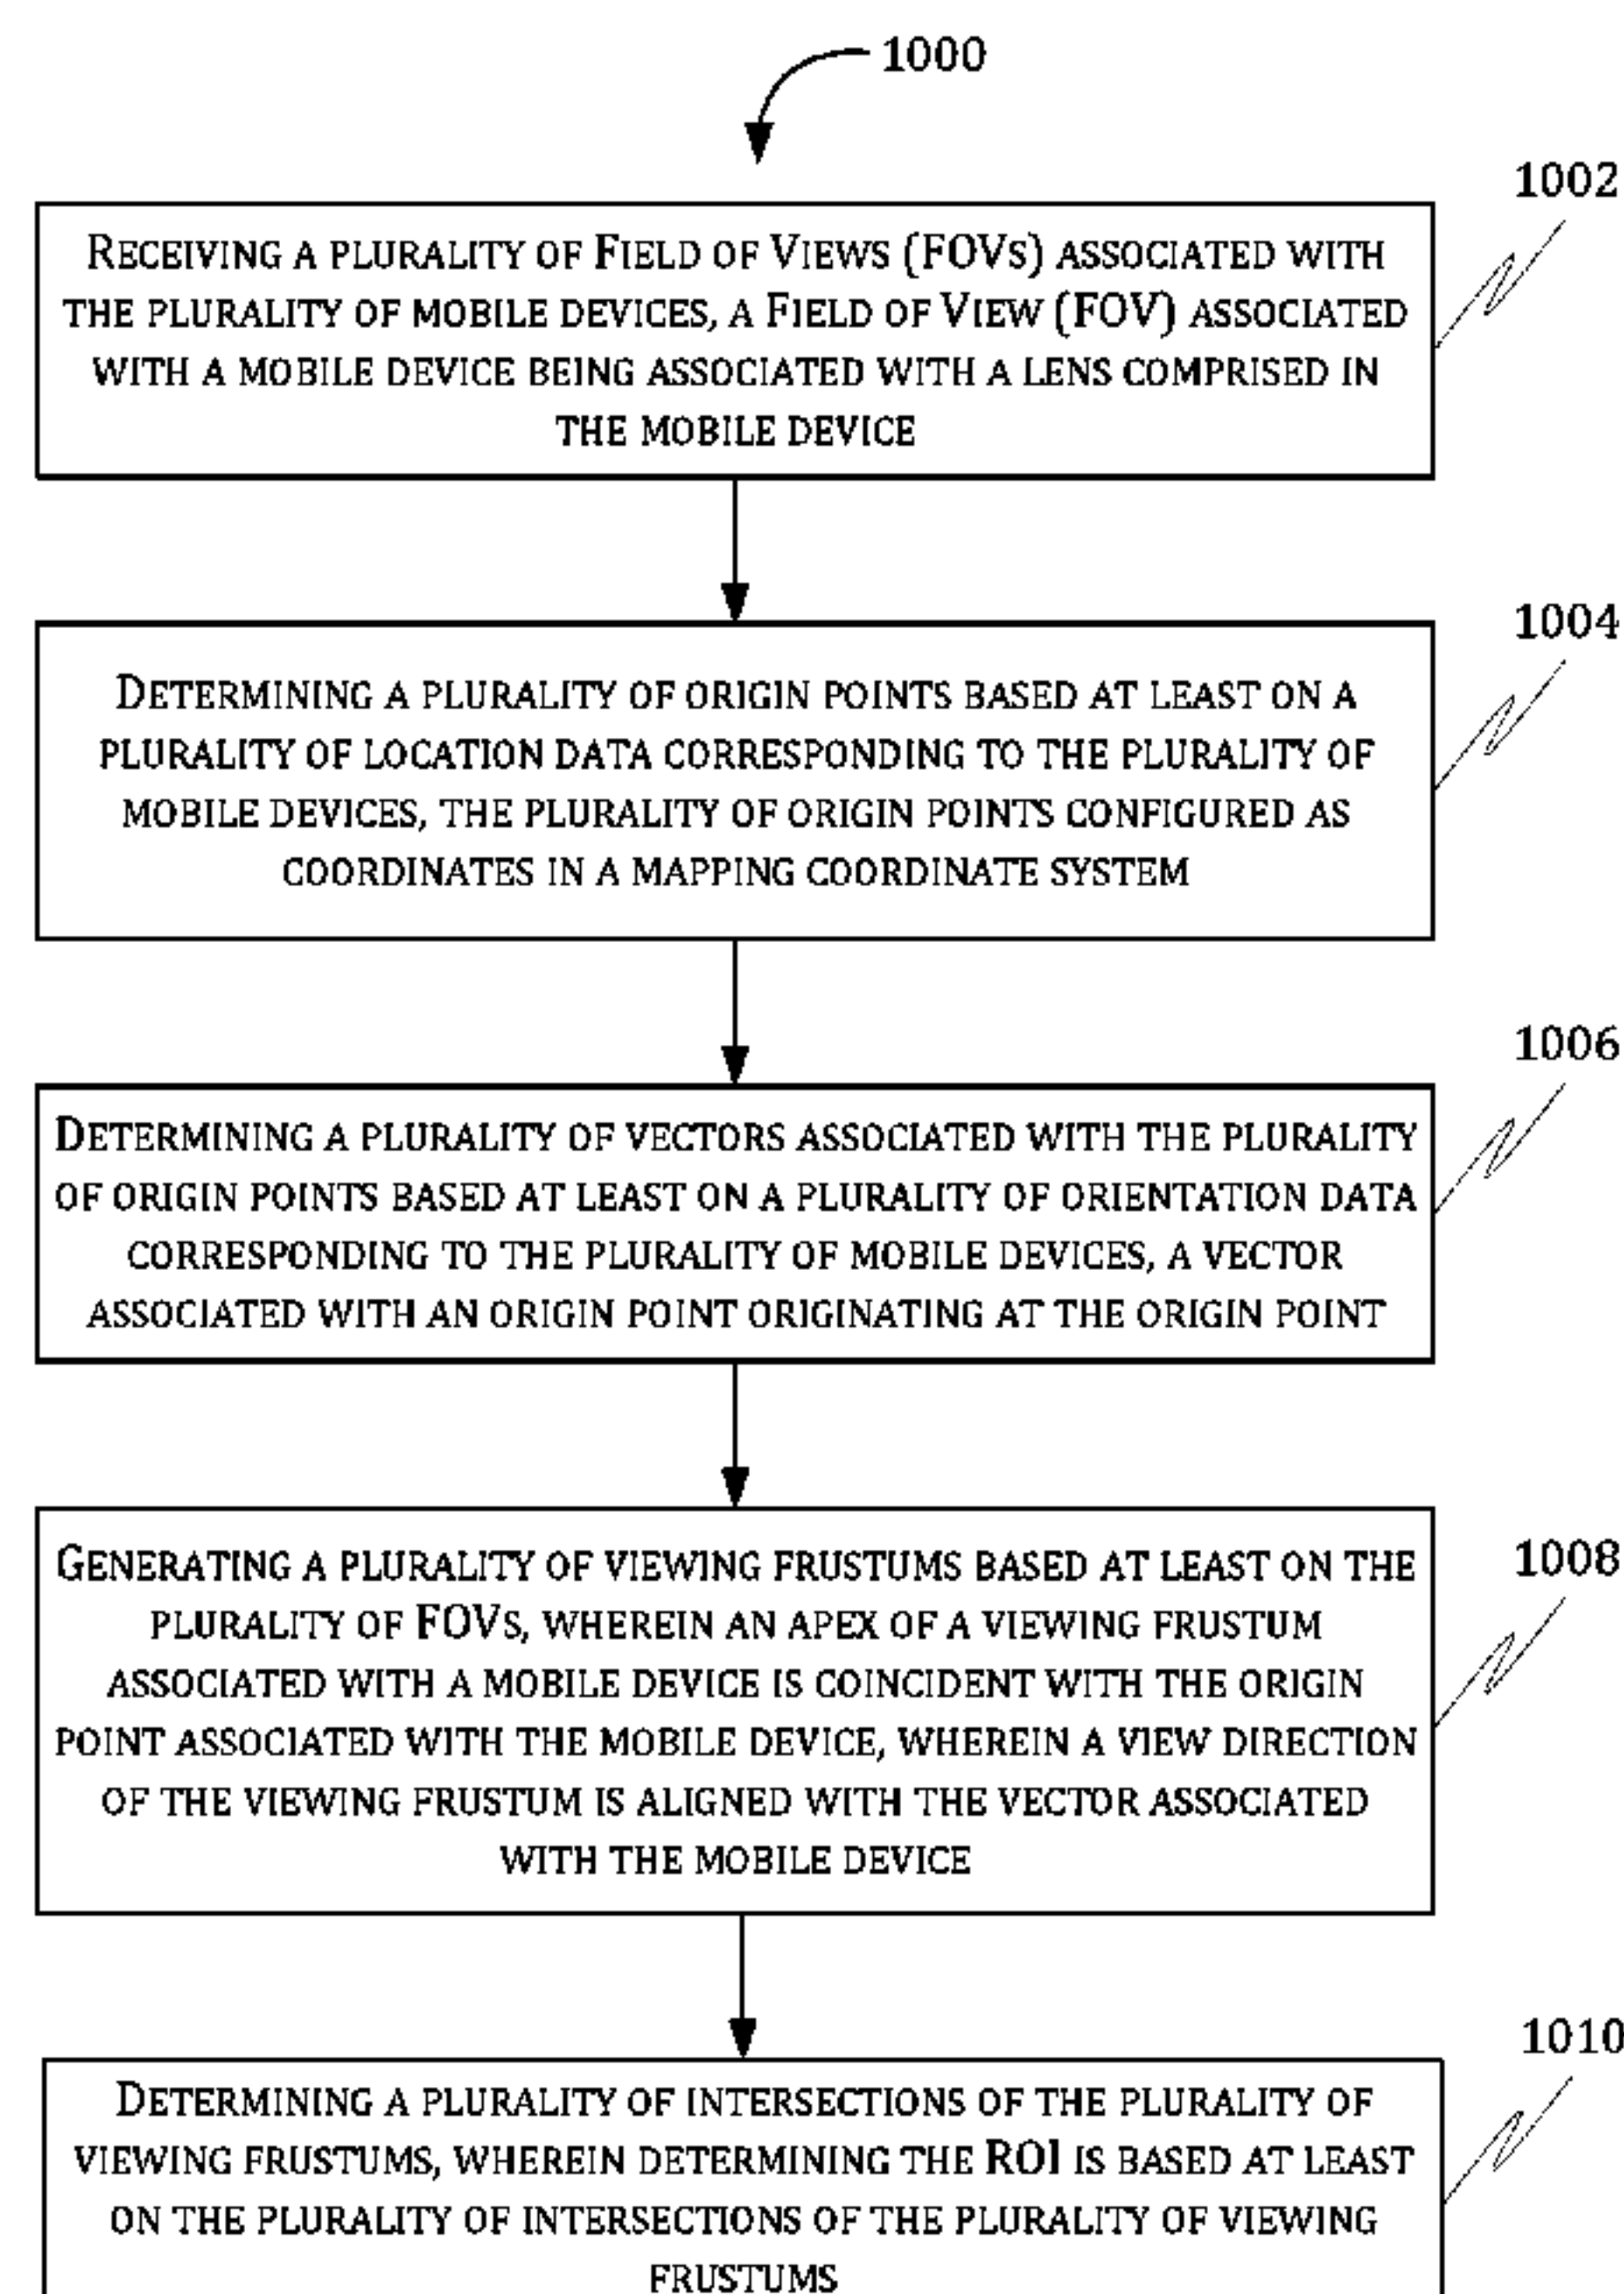 1000
1002
RECEIVING A PLURALITY OF FIELD OF VIEWS (FOVS) ASSOCIATED WITH
THE PLURALITY OF MOBILE DEVICES, A FIELD OF VIEW (FOV) ASSOCIATED
WITH A MOBILE DEVICE BEING ASSOCIATED WITH A LENS COMPRISED IN
THE MOBILE DEVICE
1004
DETERMINING A PLURALITY OF ORIGIN POINTS BASED AT LEAST ON A
PLURALITY OF LOCATION DATA CORRESPONDING TO THE PLURALITY OF
MOBILE DEVICES, THE PLURALITY OF ORIGIN POINTS CONFIGURED AS
COORDINATES IN A MAPPING COORDINATE SYSTEM
1006
DETERMINING A PLURALITY OF VECTORS ASSOCIATED WITH THE PLURALITY
OF ORIGIN POINTS BASED AT LEAST ON A PLURALITY OF ORIENTATION DATA
CORRESPONDING TO THE PLURALITY OF MOBILE DEVICES, A VECTOR
ASSOCIATED WITH AN ORIGIN POINT ORIGINATING AT THE ORIGIN POINT
1008
GENERATING A PLURALITY OF VIEWING FRUSTUMS BASED AT LEAST ON THE
PLURALITY OF FOVS, WHEREIN AN APEX OF A VIEWING FRUSTUM
ASSOCIATED WITH A MOBILE DEVICE IS COINCIDENT WITH THE ORIGIN
POINT ASSOCIATED WITH THE MOBILE DEVICE, WHEREIN A VIEW DIRECTION
OF THE VIEWING FRUSTUM IS ALIGNED WITH THE VECTOR ASSOCIATED
WITH THE MOBILE DEVICE
1010
DETERMINING A PLURALITY OF INTERSECTIONS OF THE PLURALITY OF
VIEWING FRUSTUMS, WHEREIN DETERMINING THE ROI IS BASED AT LEAST
ON THE PLURALITY OF INTERSECTIONS OF THE PLURALITY OF VIEWING
FRUSTUMS